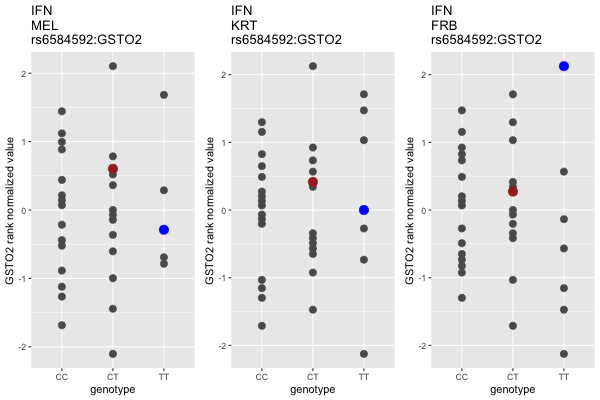 IFN
MEL
rs6584592:GSTO2
GSTO2 rank normalized value
2
1
0
-1
-2
CC CT TT
genotype
IFN
KRT
rs6584592:GSTO2
GSTO2 rank normalized value
2
1
0
-1
-2
CC CT TT
genotype
IFN
FRB
rs6584592:GSTO2
GSTO2 rank normalized value
2
1
0
-1
-2
CC CT TT
genotype